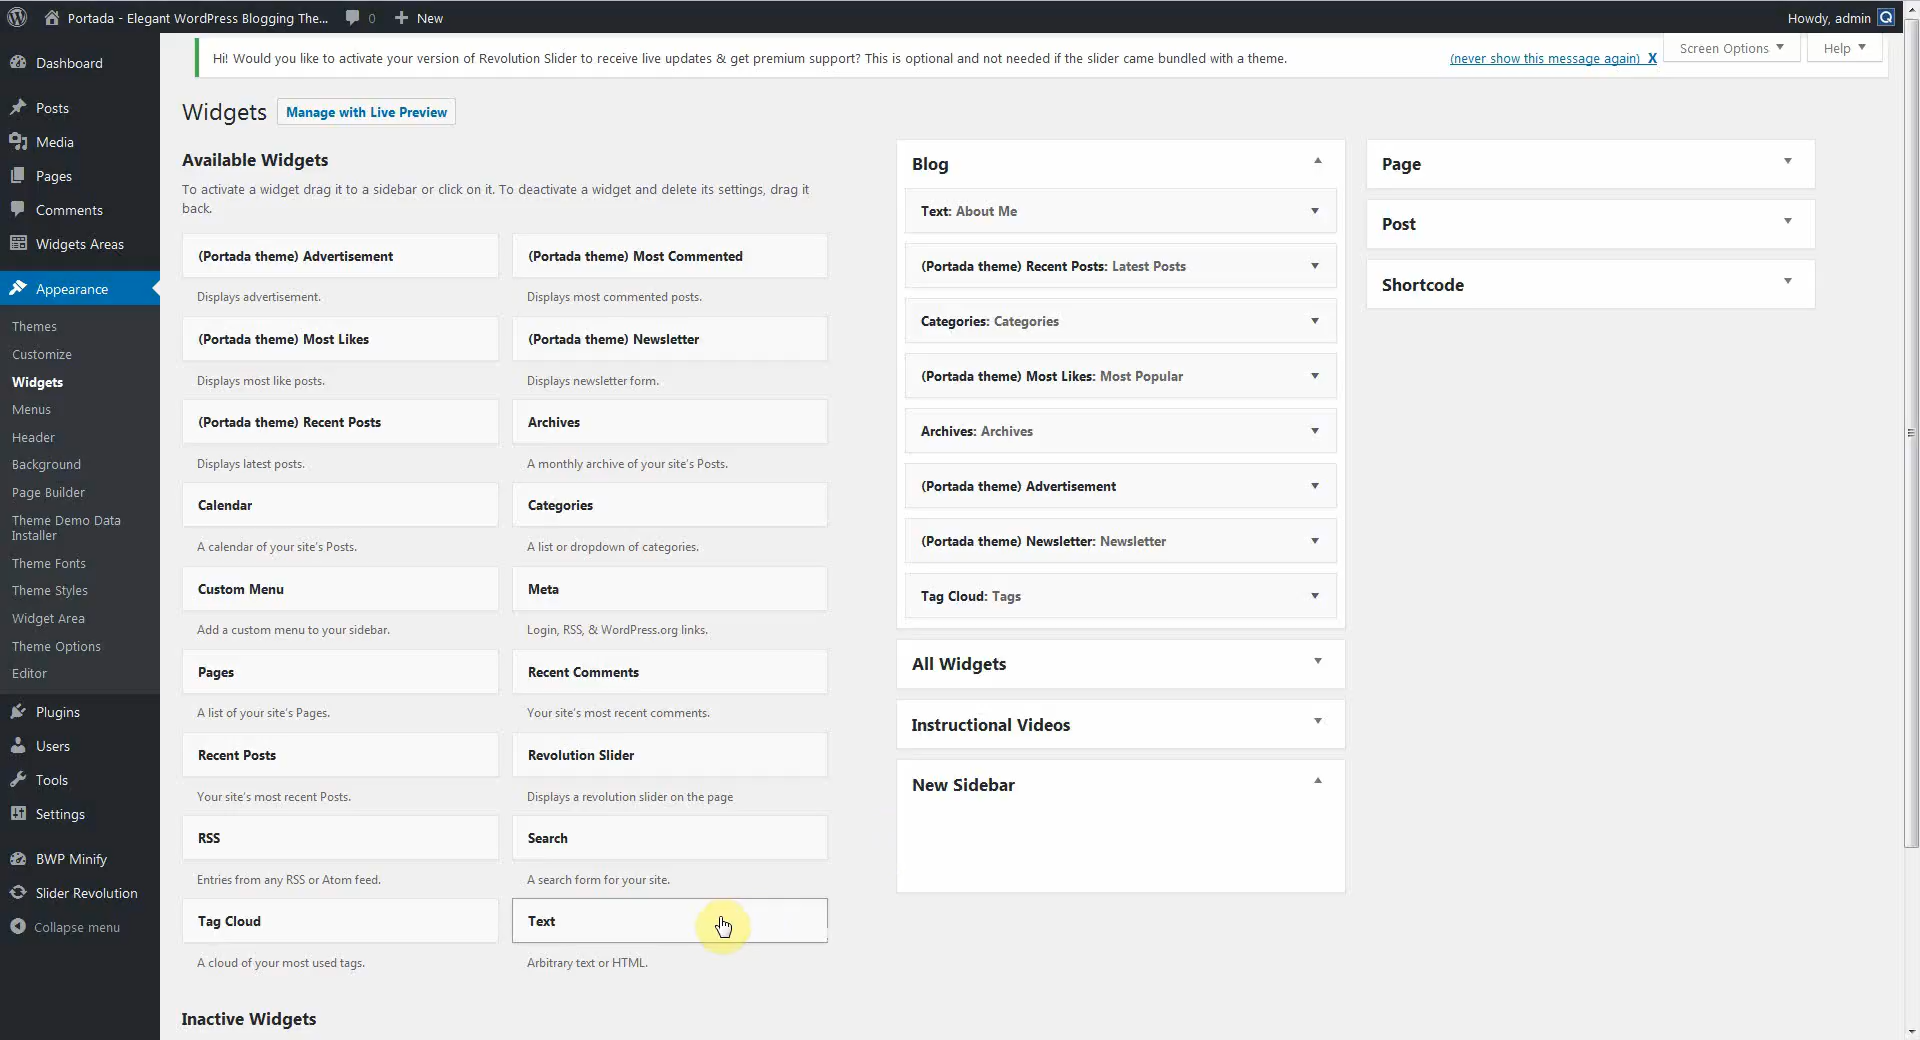 Portada - Elegant WordPress Blogging The...
0
New
Howdy, admin
Dashboard
Posts
Media
Pages
Comments
Widgets Areas
Appearance
Themes
Customize
Widgets
Menus
Header
Background
Page Builder
Theme Demo Data
Installer
Theme Fonts
Theme Styles
Widget Area
Theme Options
Editor
Plugins
Users
Tools
Settings
BWP Minify
Slider Revolution
Collapse menu
Hi! Would you like to activate your version of Revolution Slider to receive live updates & get premium support? This is optional and not needed if the slider came bundled with a theme.
(never show this message again) X
Screen Options
Help
Widgets
Manage with Live Preview
Available Widgets
To activate a widget drag it to a sidebar or click on it. To deactivate a widget and delete its settings, drag it
back.
(Portada theme) Advertisement
(Portada theme) Most Commented
Displays advertisement.
Displays most commented posts.
(Portada theme) Most Likes
(Portada theme) Newsletter
Displays most like posts.
Displays newsletter form.
(Portada theme) Recent Posts
Archives
Displays latest posts.
A monthly archive of your site's Posts.
Calendar
Categories
A calendar of your site's Posts.
A list or dropdown of categories.
Custom Menu
Meta
Add a custom menu to your sidebar.
Login, RSS, & WordPress.org links.
Pages
Recent Comments
A list of your site's Pages.
Your site's most recent comments.
Recent Posts
Revolution Slider
Your site's most recent Posts.
Displays a revolution slider on the page
RSS
Search
Entries from any RSS or Atom feed.
A search form for your site.
Tag Cloud
Text
A cloud of your most used tags.
Arbitrary text or HTML.
Inactive Widgets
Blog
Text: About Me
(Portada theme) Recent Posts: Latest Posts
Categories: Categories
(Portada theme) Most Likes: Most Popular
Archives: Archives
(Portada theme) Advertisement
(Portada theme) Newsletter: Newsletter
Tag Cloud: Tags
All Widgets
Instructional Videos
New Sidebar
Page
Post
Shortcode